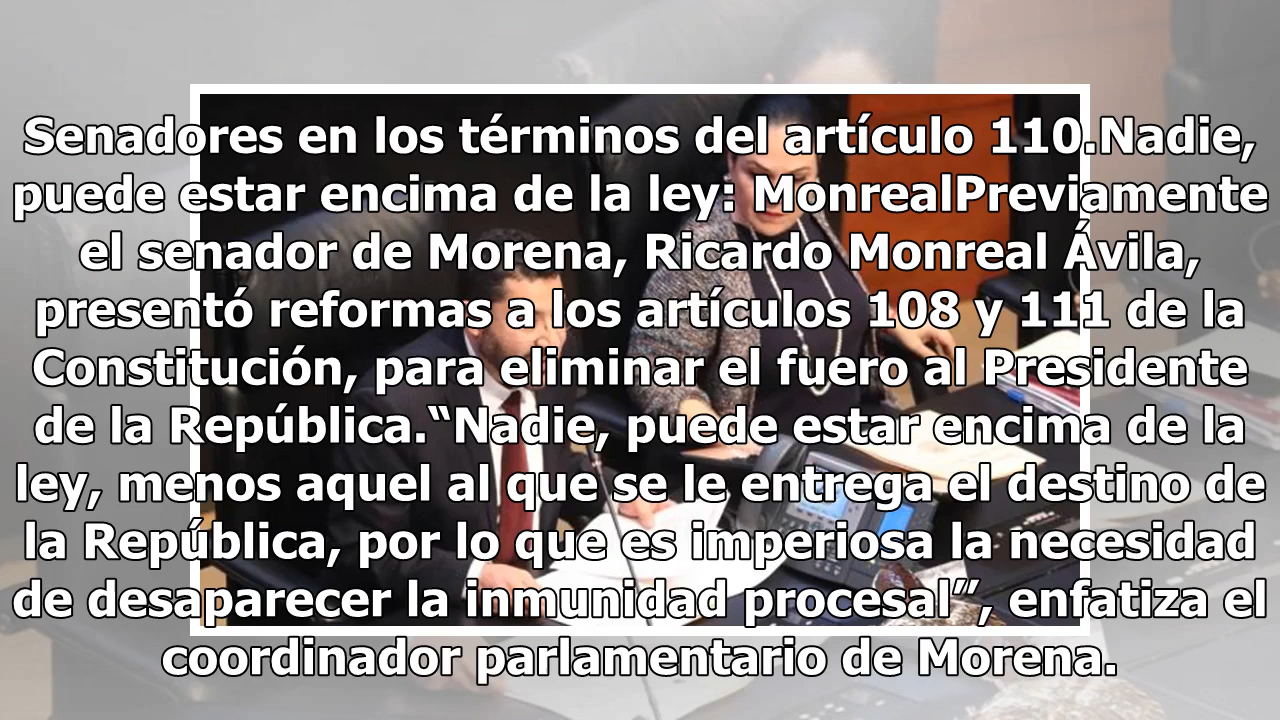 Senadores en los términos del artículo 110.Nadie,
puede estar encima de la ley: MonrealPreviamente
el senador de Morena, Ricardo Monreal Ávila,
presentó reformas a los artículos 108 y 111 de la
Constitución, para eliminar el fuero al Presidente
de la República.“Nadie, puede estar encima de la
ley, menos aquel al que se le entrega el destino de
la República, por lo que es imperiosa la necesidad
de desaparecer la inmunidad procesal”, enfatiza el
coordinador parlamentario de Morena.